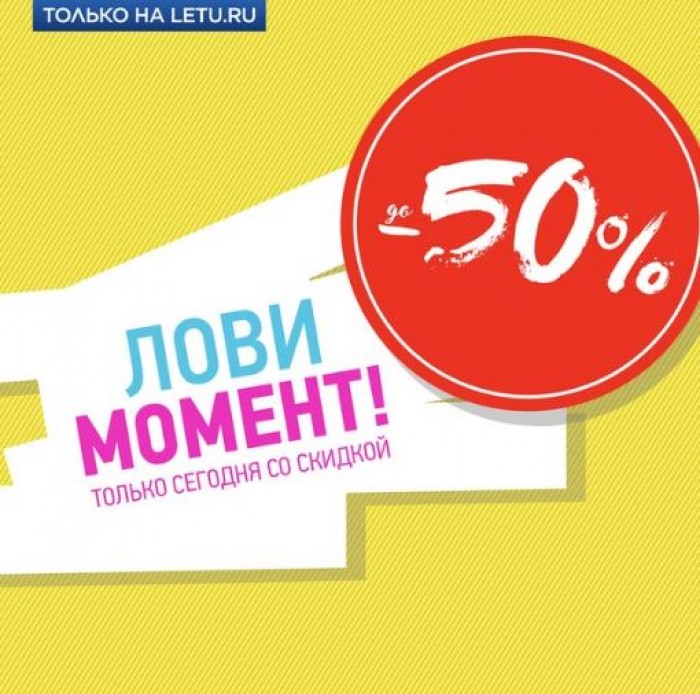 ТОЛЬКО НА LETU.RU
до
-50%
ЛОВИ
МОМЕНТ!
ТОЛЬКО СЕГОДНЯ СО СКИДКОЙ